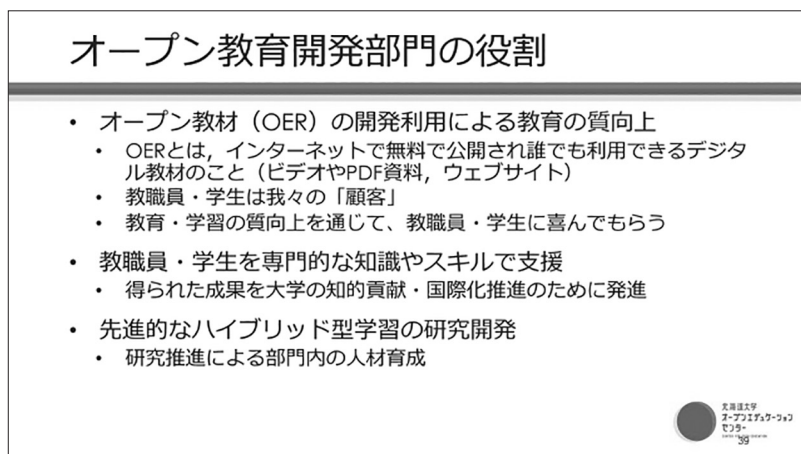 オープン教育開発部門の役割
• オープン教材（OER）の開発利用による教育の質向上
• OERとは，インターネットで無料で公開され誰でも利用できるデジタ
ル教材のこと（ビデオやPDF資料，ウェブサイト）
• 教職員・学生は我々の「顧客」
• 教育・学習の質向上を通じて、教職員・学生に喜んでもらう
• 教職員・学生を専門的な知識やスキルで支援
• 得られた成果を大学の知的貢献・国際化推進のために発進
• 先進的なハイブリッド型学習の研究開発
• 研究推進による部門内の人材育成
北海道大学
オープンエデュケーション
センター
39